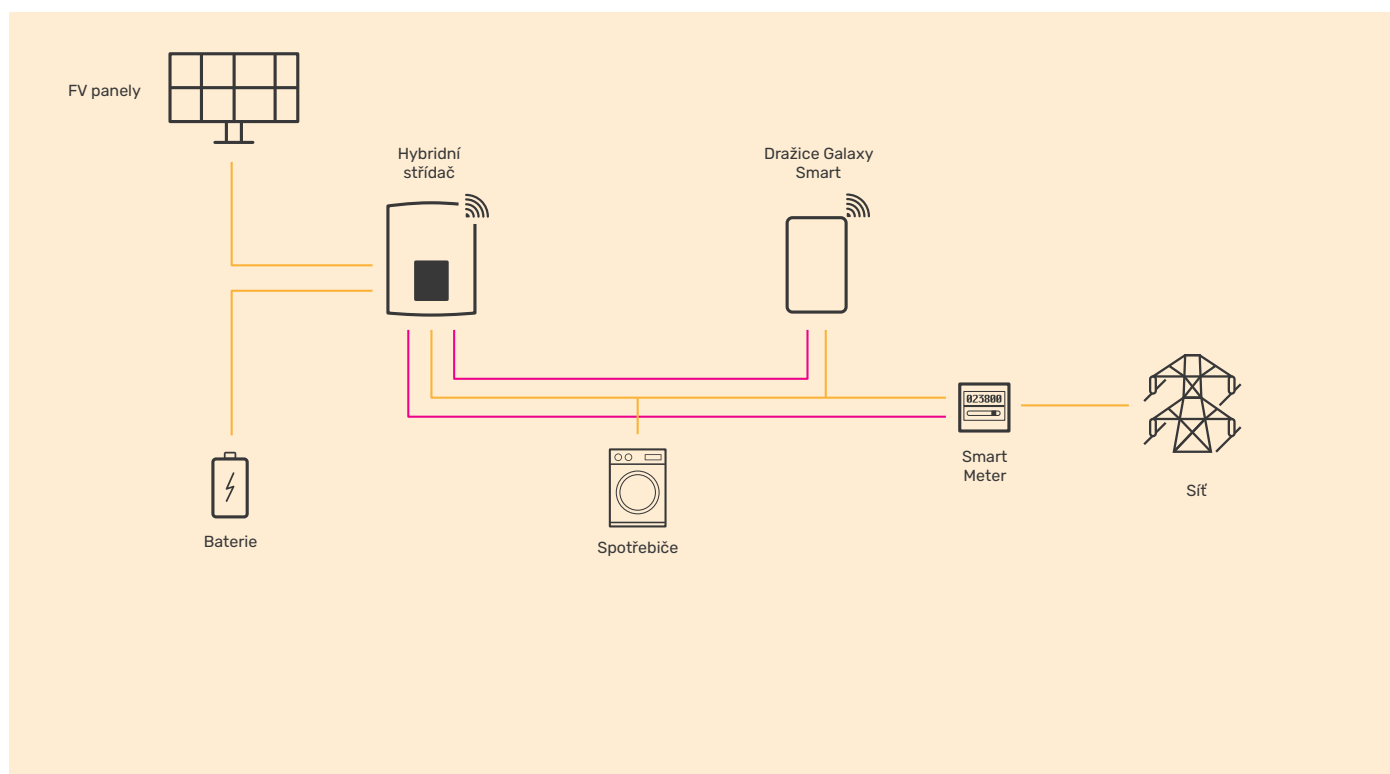 FV panely
Hybridní
střídač
Dražice Galaxy
Smart
023800
Smart
Meter
Síť
Baterie
Spotřebiče